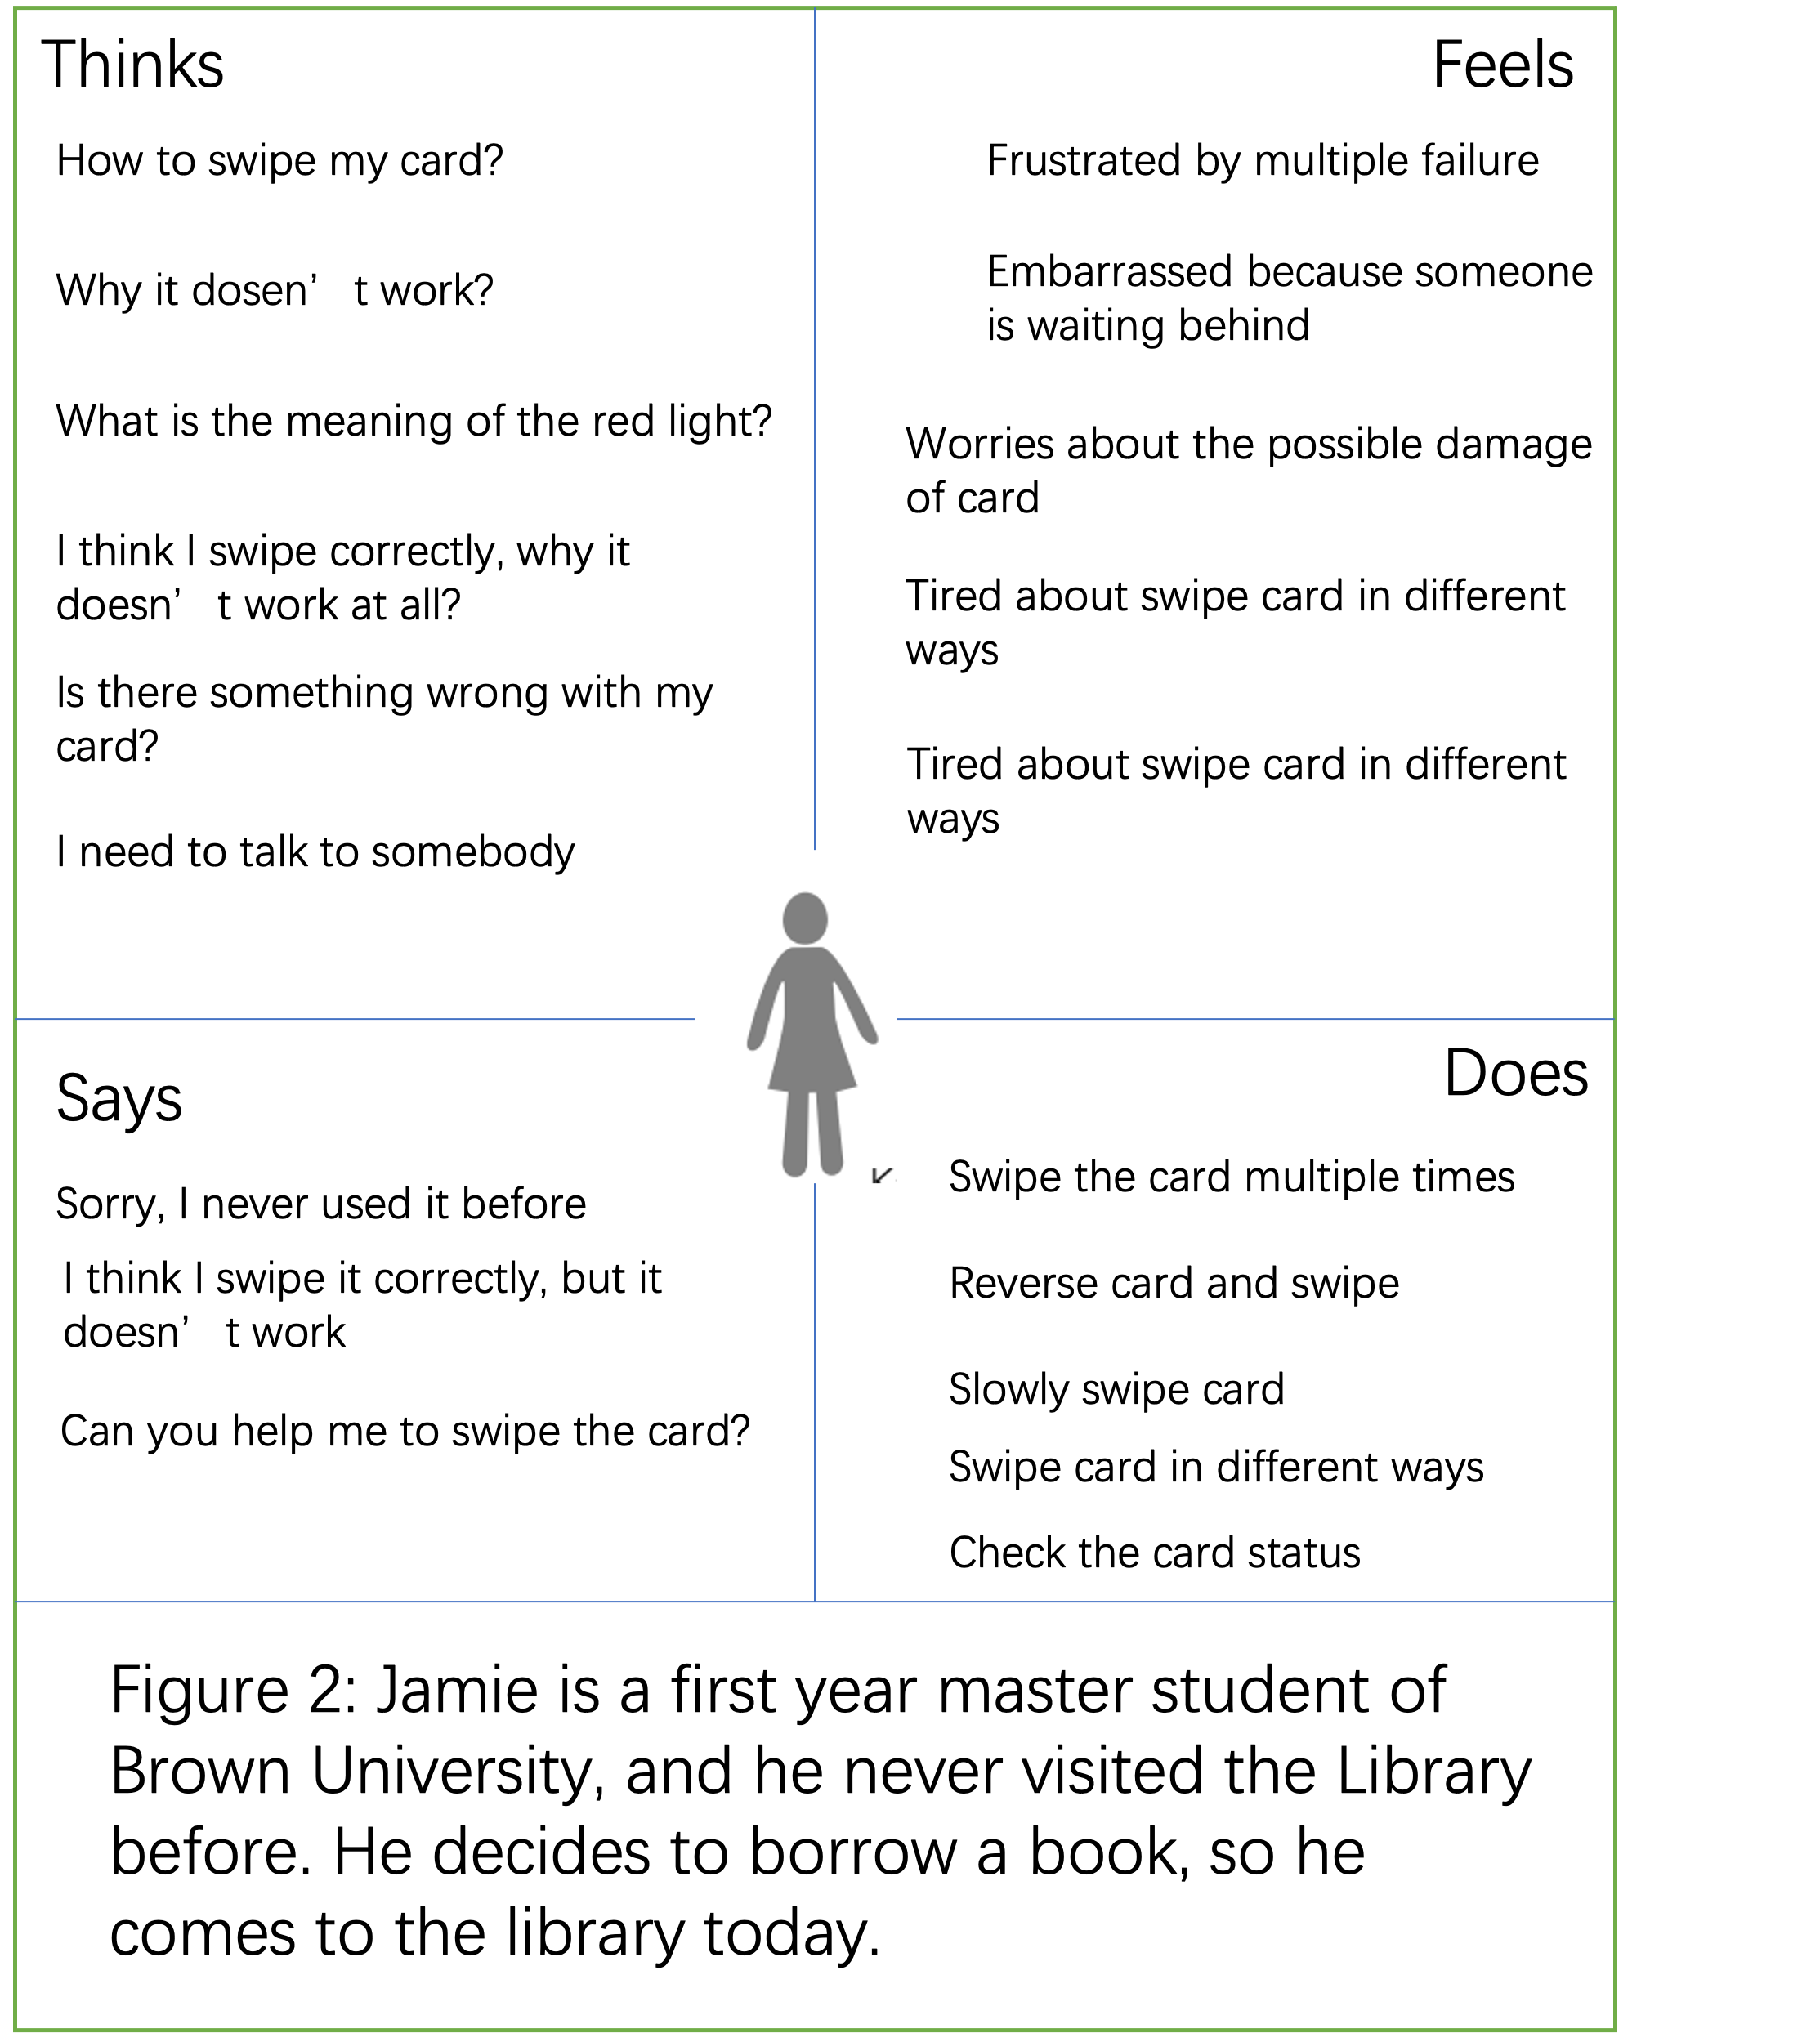 Thinks
How to swipe my card?
Why it dosen’ t work?
What is the meaning of the red light?
I think I swipe correctly, why it
doesn’ t work at all?
Is there something wrong with my
card?
I need to talk to somebody
Feels
Frustrated by multiple failure
Embarrassed because someone
is waiting behind
Worries about the possible damage
of card
Tired about swipe card in different
ways
Tired about swipe card in different
ways
Says
Sorry, I never used it before
I think I swipe it correctly, but it
doesn’ t work
Can you help me to swipe the card?
Does
Swipe the card multiple times
Reverse card and swipe
Slowly swipe card
Swipe card in different ways
Check the card status
Figure 2: Jamie is a first year master student of
Brown University, and he never visited the Library
before. He decides to borrow a book, so he
comes to the library today.